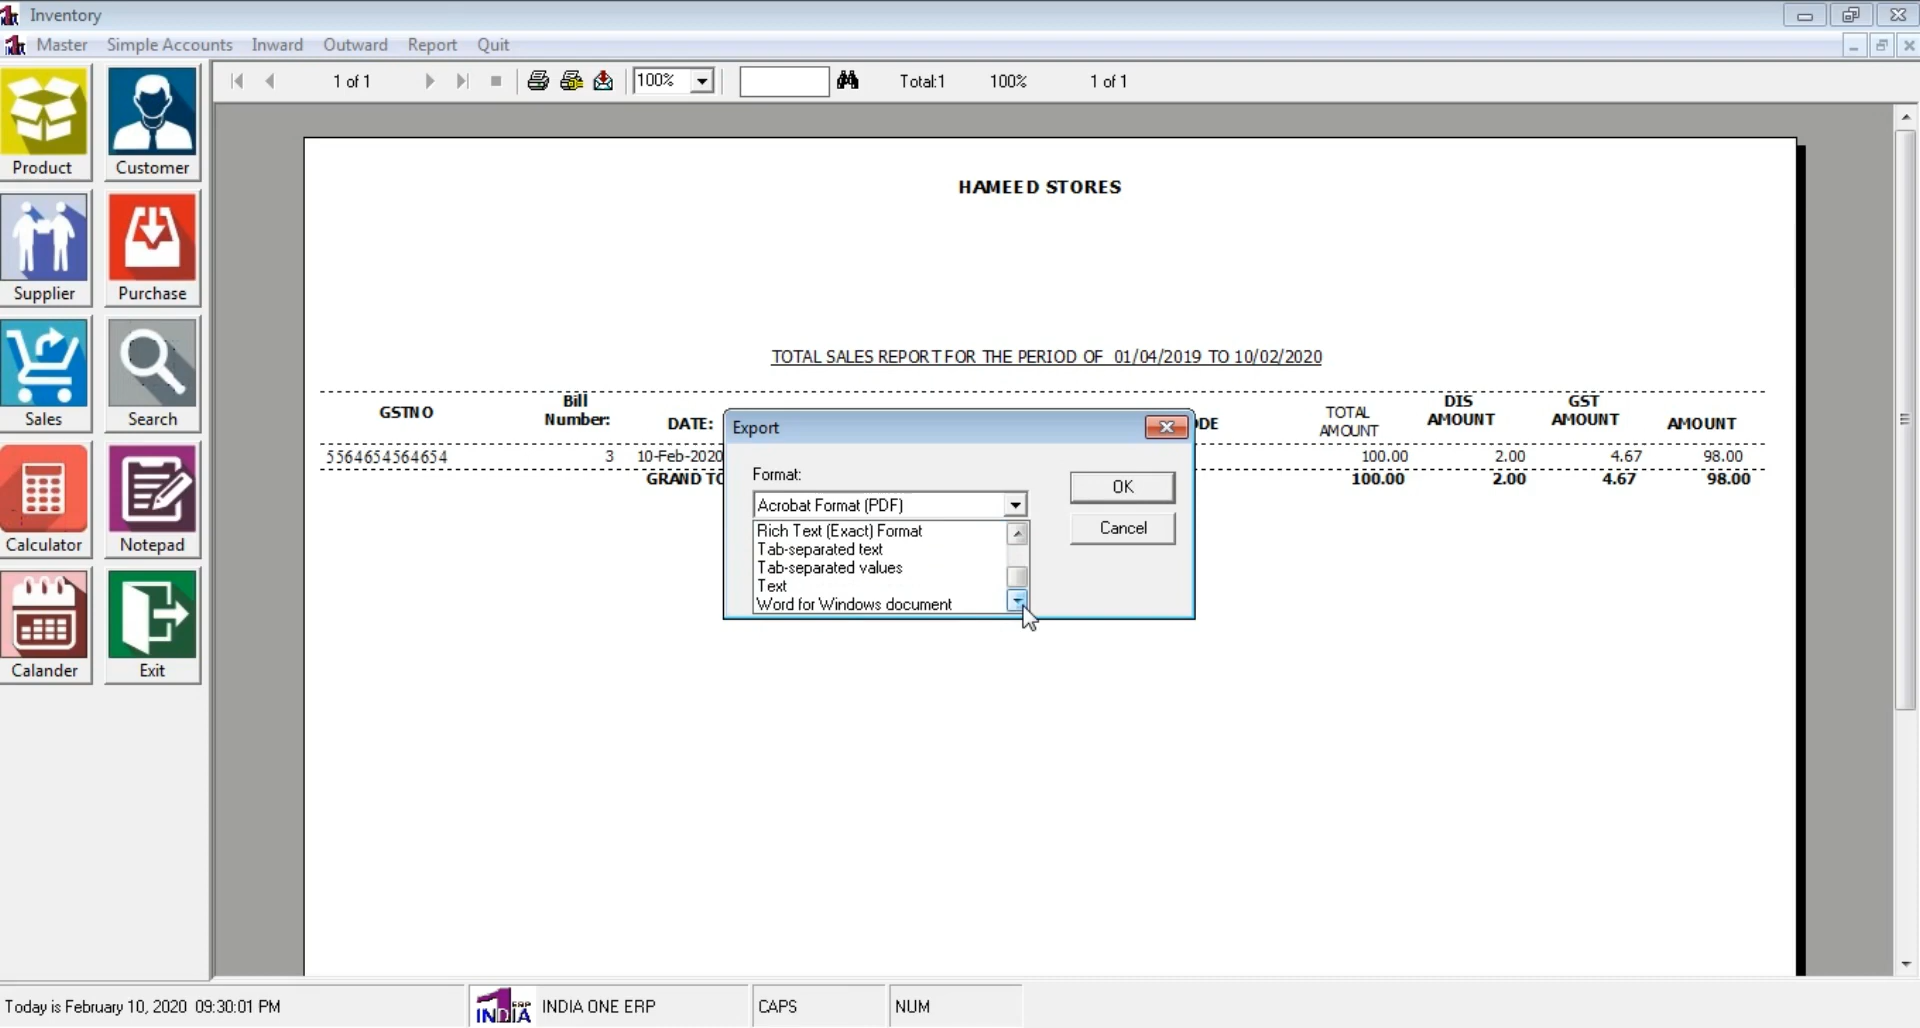 Inventory
Master Simple Accounts Inward Outward Report Quit
1 of 1 100% Total:1 100% 1 of 1
Product Customer
Supplier Purchase
Sales Search
Calculator Notepad
Calander Exit
HAMEED STORES
TOTAL SALES REPORT FOR THE PERIOD OF 01/04/2019 TO 10/02/2020
GSTNO Bill Number: DATE: ODE TOTAL AMOUNT DIS AMOUNT GST AMOUNT AMOUNT
5564654564654 3 10-Feb-2020 100.00 2.00 4.67 98.00
GRAND TO 100.00 2.00 4.67 98.00
Export
Format:
Acrobat Format (PDF)
Rich Text (Exact) Format
Tab-separated text
Tab-separated values
Text
Word for Windows document
OK
Cancel
Today is February 10, 2020 09:30:01 PM 1 ERP INDIA INDIA ONE ERP CAPS NUM